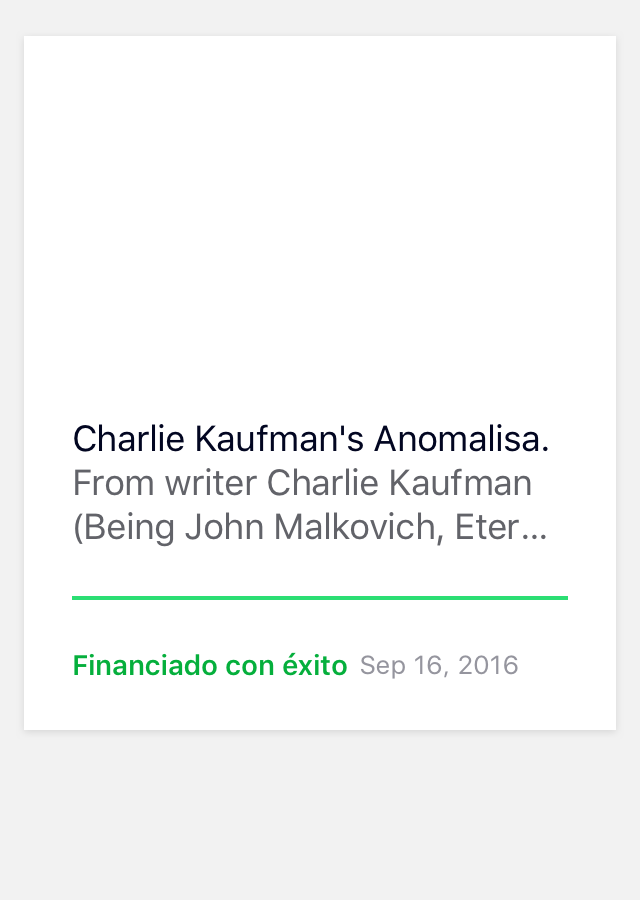 Charlie Kaufman's Anomalisa.
From writer Charlie Kaufman
(Being John Malkovich, Eter...
Financiado con éxito Sep 16, 2016